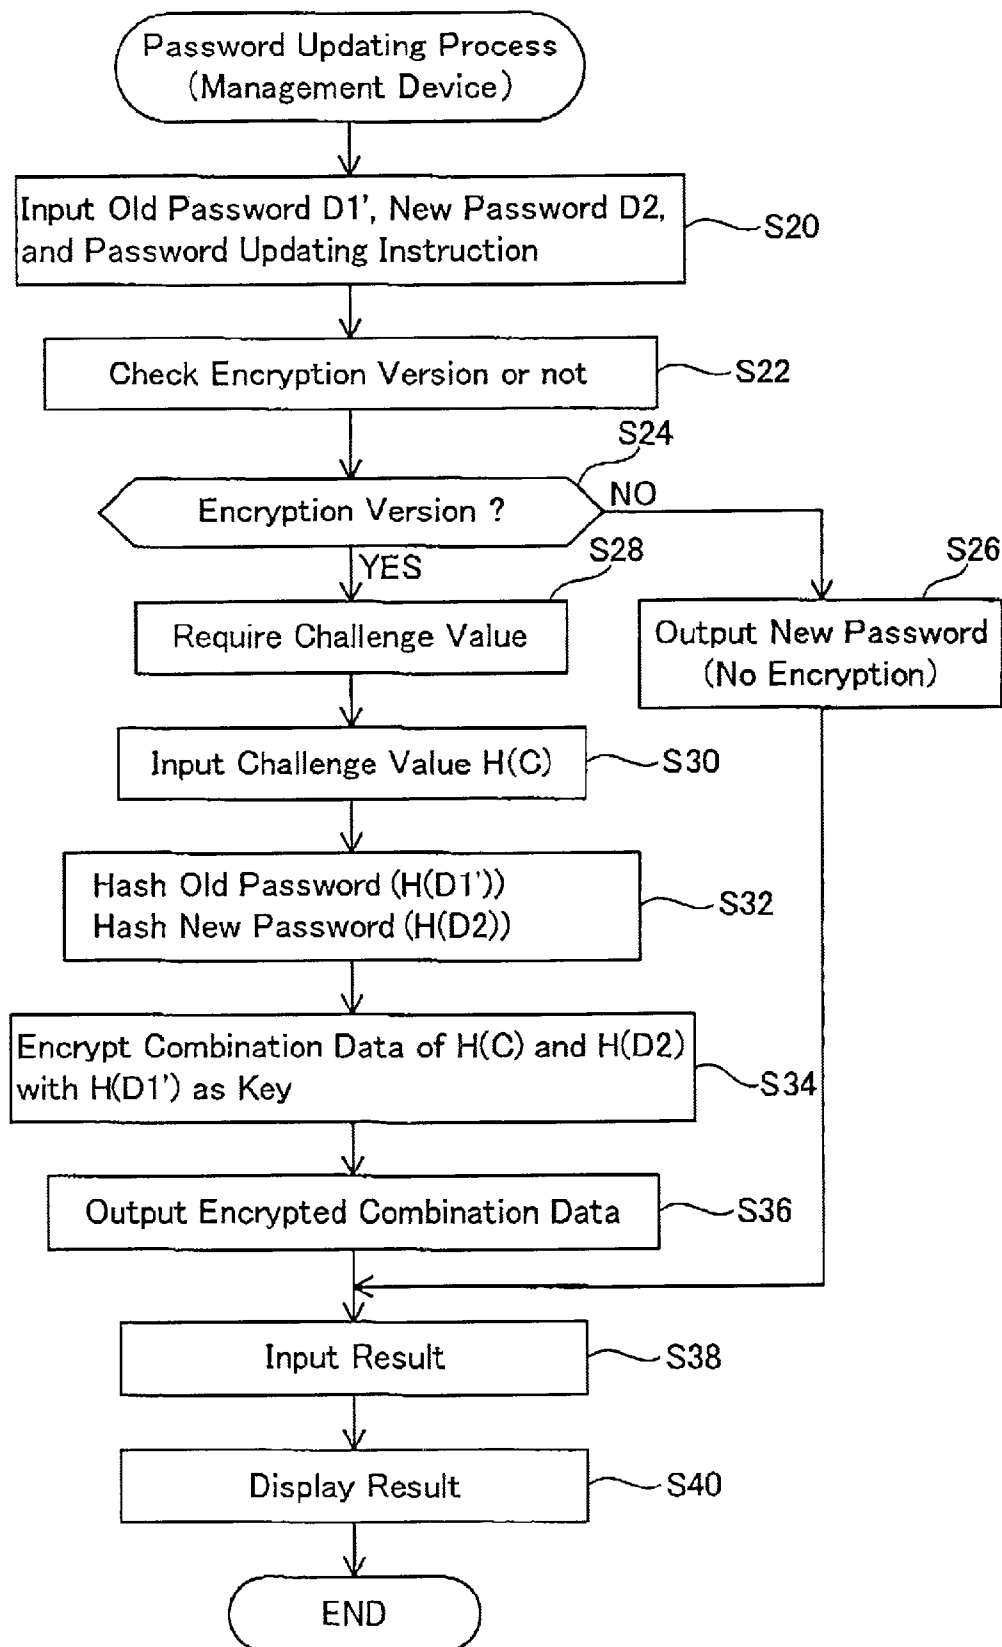 Password Updating Process
(Management Device)
Input Old Password D1', New Password D2,
and Password Updating Instruction
S20
Check Encryption Version or not
S22
S24
Encryption Version ?
NO
YES
S28
S26
Require Challenge Value
Output New Password
(No Encryption)
Input Challenge Value H(C)
S30
Hash Old Password (H(D1'))
Hash New Password (H(D2))
S32
Encrypt Combination Data of H(C) and H(D2)
with H(D1') as Key
S34
Output Encrypted Combination Data
S36
Input Result
S38
Display Result
S40
END